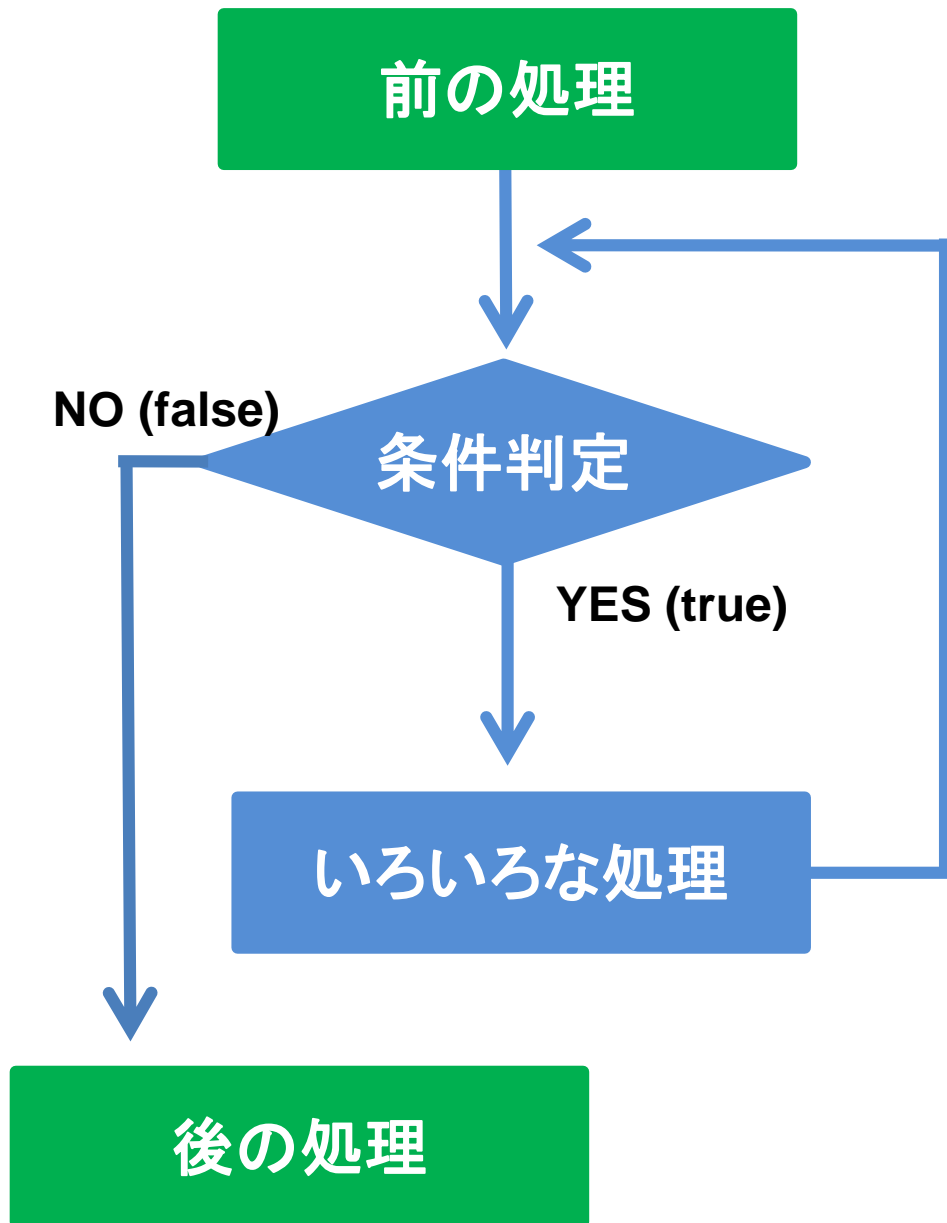 前の処理
NO (false)
条件判定
YES (true)
いろいろな処理
後の処理